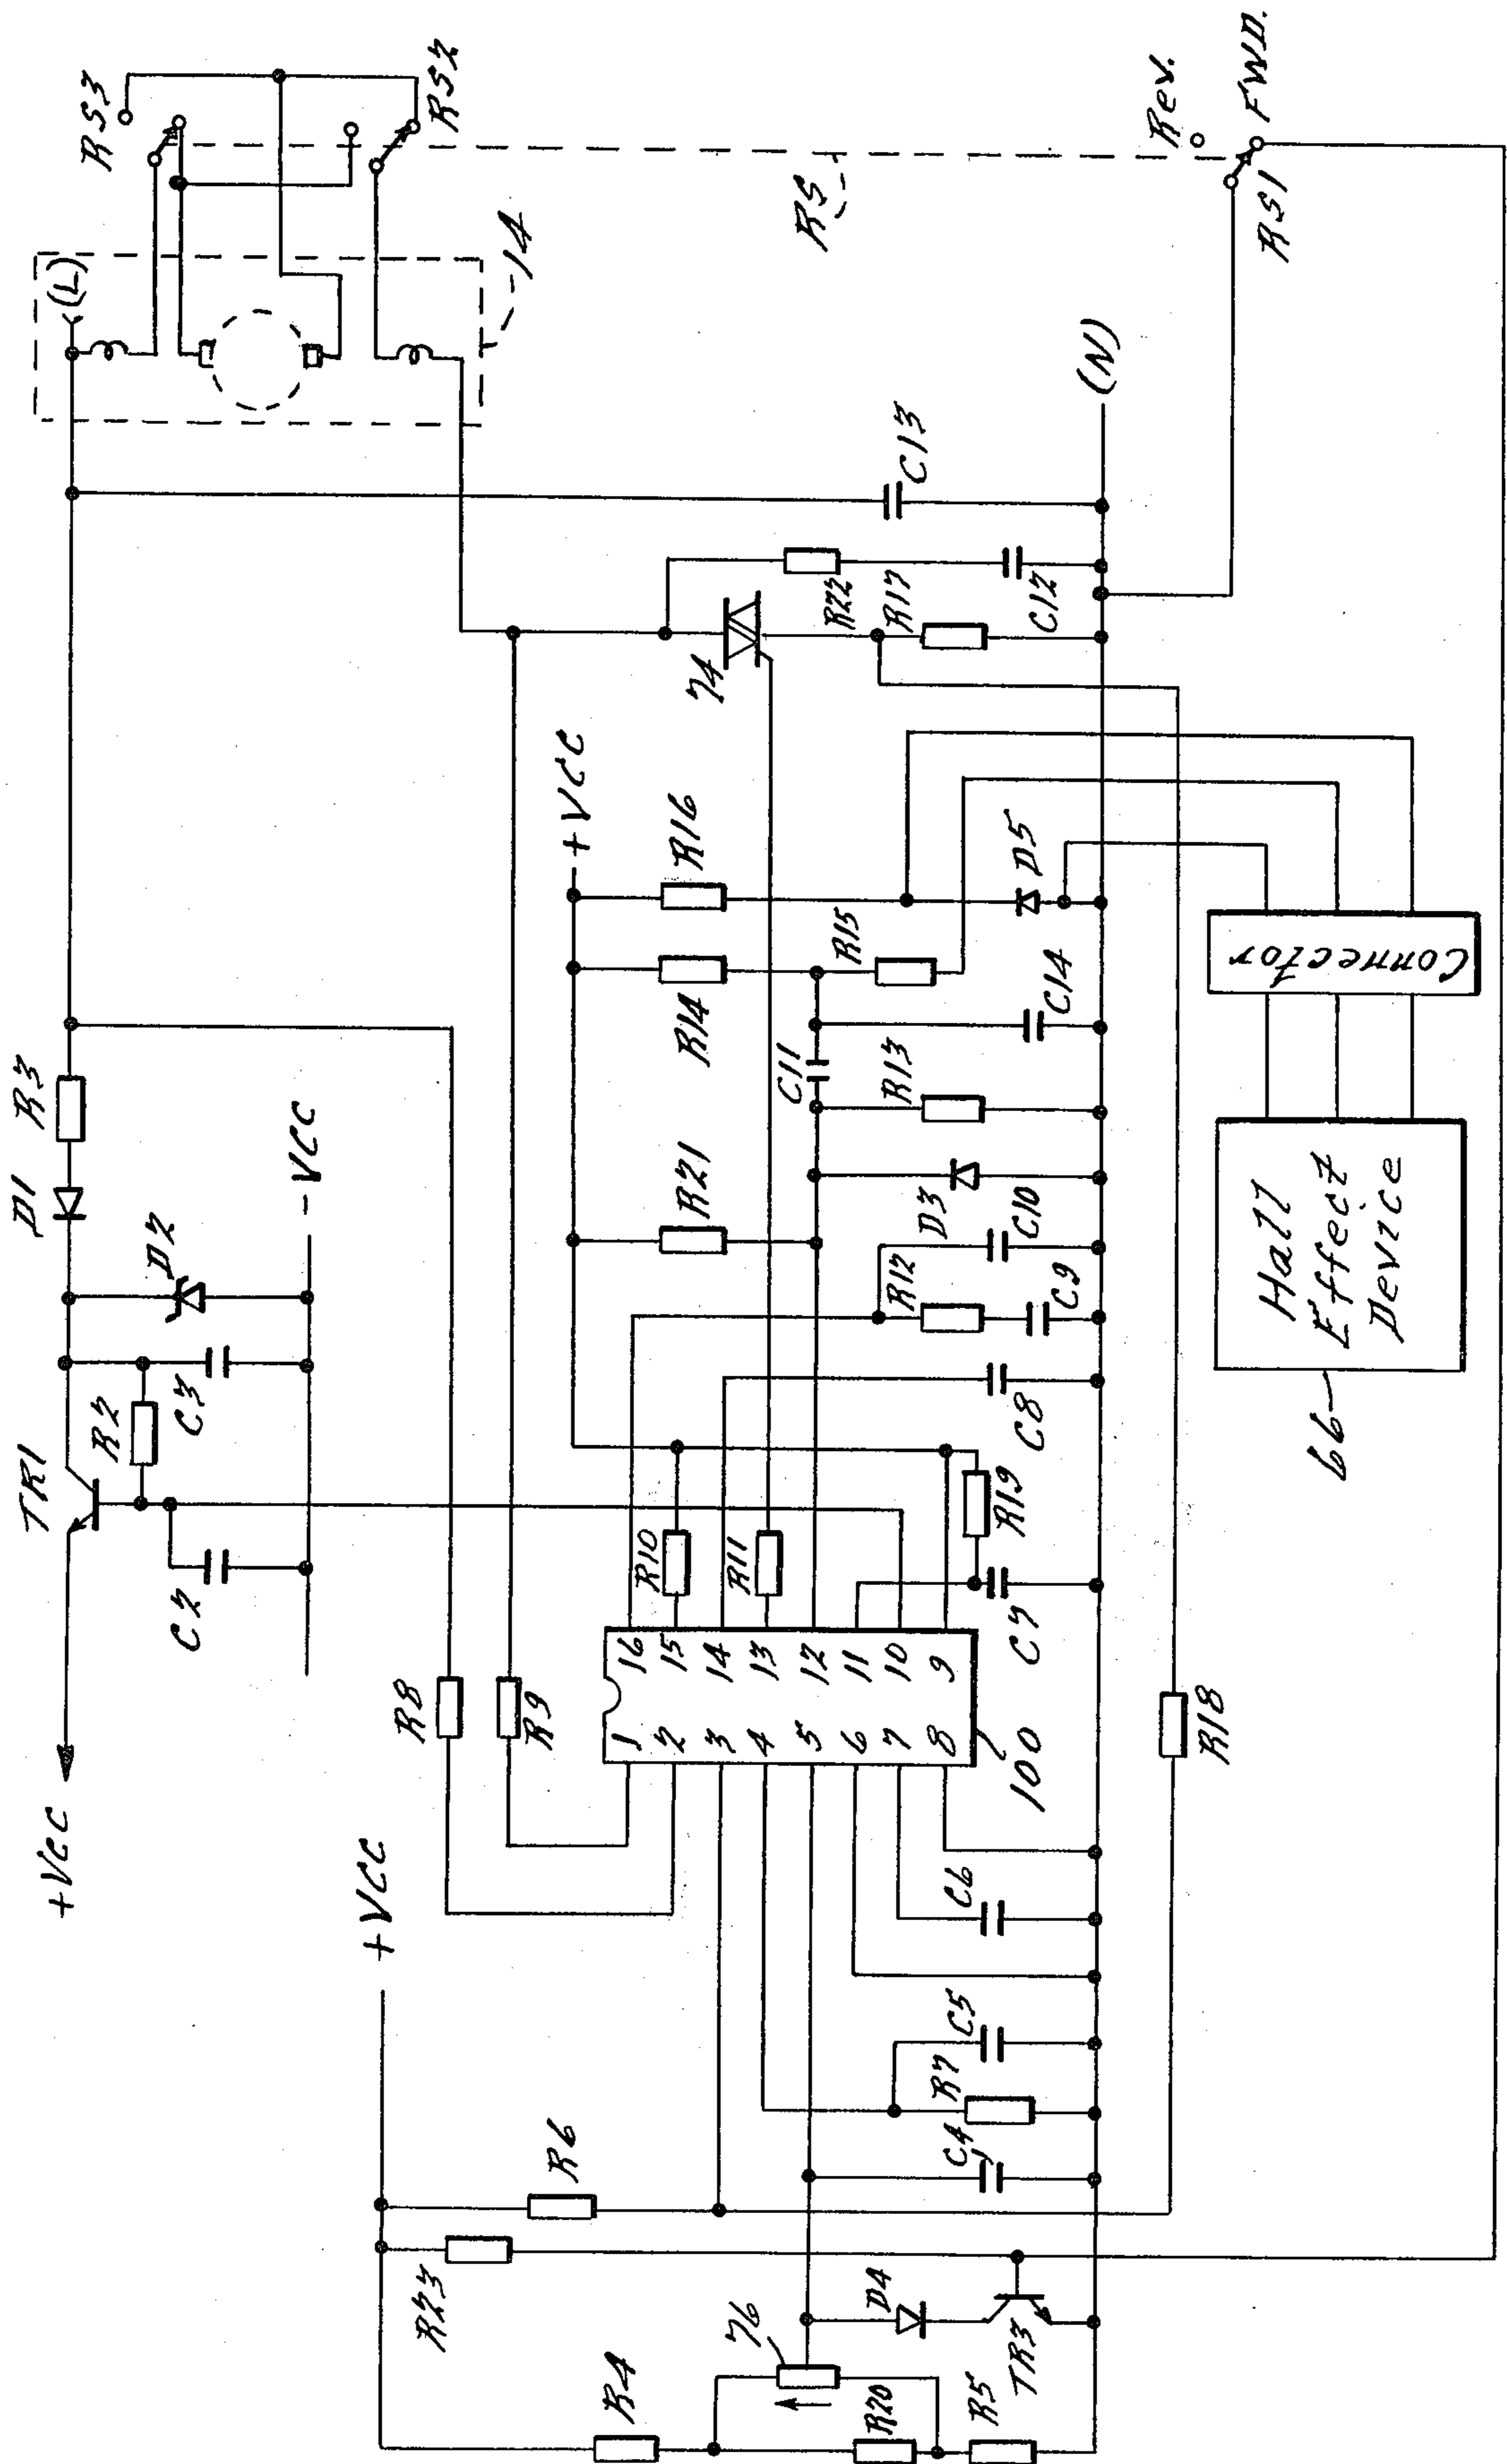 RS3
RS2
(L)
14
RS
Rev.
FWD.
RS1
(N)
C13
R22
C12
R17
74
+VCC
R16
D5
R15
R14
C14
C11
R13
R21
D3
C10
R12
C9
C8
R19
C7
R10
R11
Connector
Hall
Effect
Device
66
R3
D1
D2
-VCC
C3
R2
TR1
C2
+Vcc
R8
R9
1 16
2 15
3 14
4 13
5 12
6 11
7 10
8 9
100
R18
+VCC
C6
C5
R7
C4
R6
R23
D4
TR3
76
R4
R20
R5